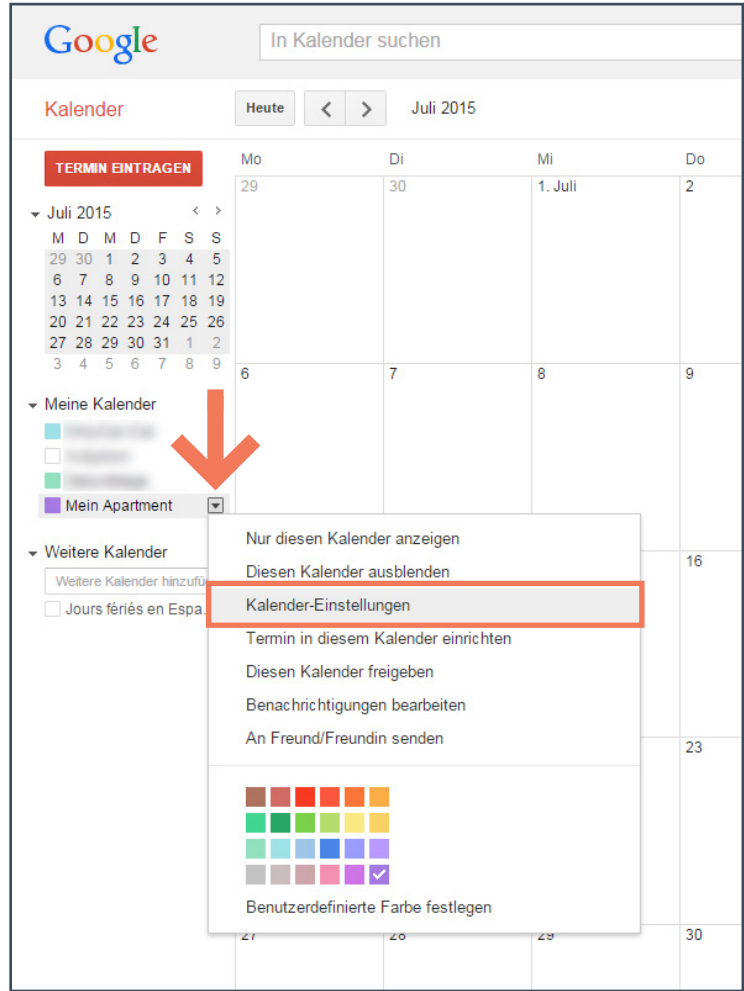 Google
In Kalender suchen
Kalender
Heute
Juli 2015
TERMIN EINTRAGEN
Mo Di Mi Do
29 30 1. Juli 2
Juli 2015
M D M D F S S
29 30 1 2 3 4 5
6 7 8 9 10 11 12
13 14 15 16 17 18 19
20 21 22 23 24 25 26
27 28 29 30 31 1 2
3 4 5 6 7 8 9
6 7 8 9
Meine Kalender
Mein Apartment
Weitere Kalender
Weitere Kalender hinzufü
Jours fériés en Espa.
Nur diesen Kalender anzeigen
Diesen Kalender ausblenden
Kalender-Einstellungen
Termin in diesem Kalender einrichten
Diesen Kalender freigeben
Benachrichtigungen bearbeiten
An Freund/Freundin senden
Benutzerdefinierte Farbe festlegen
16
23
27 28 29 30